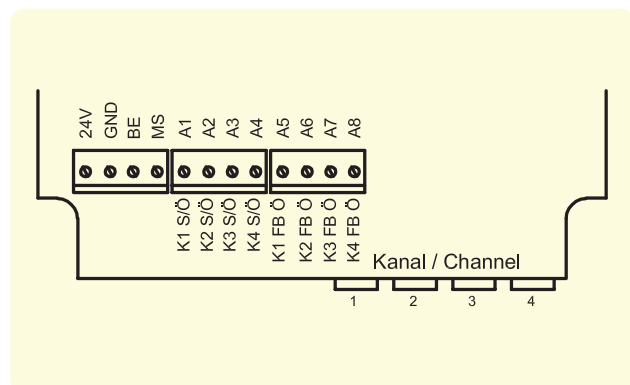 24V GND BE MS A1 A2 A3 A4 A5 A6 A7 A8
K1 S/Ö K2 S/Ö K3 S/Ö K4 S/Ö K1 FB Ö K2 FB Ö K3 FB Ö K4 FB Ö
Kanal / Channel
1 2 3 4